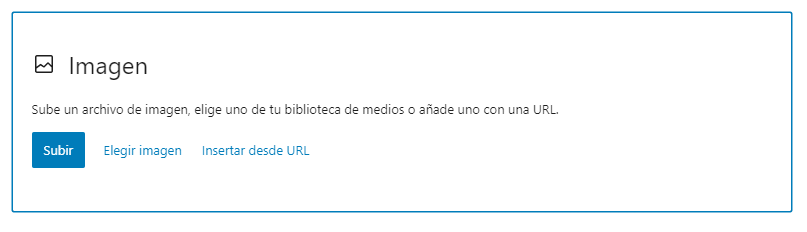 Imagen
Sube un archivo de imagen, elige uno de tu biblioteca de medios o añade uno con una URL.
Subir Elegir imagen Insertar desde URL